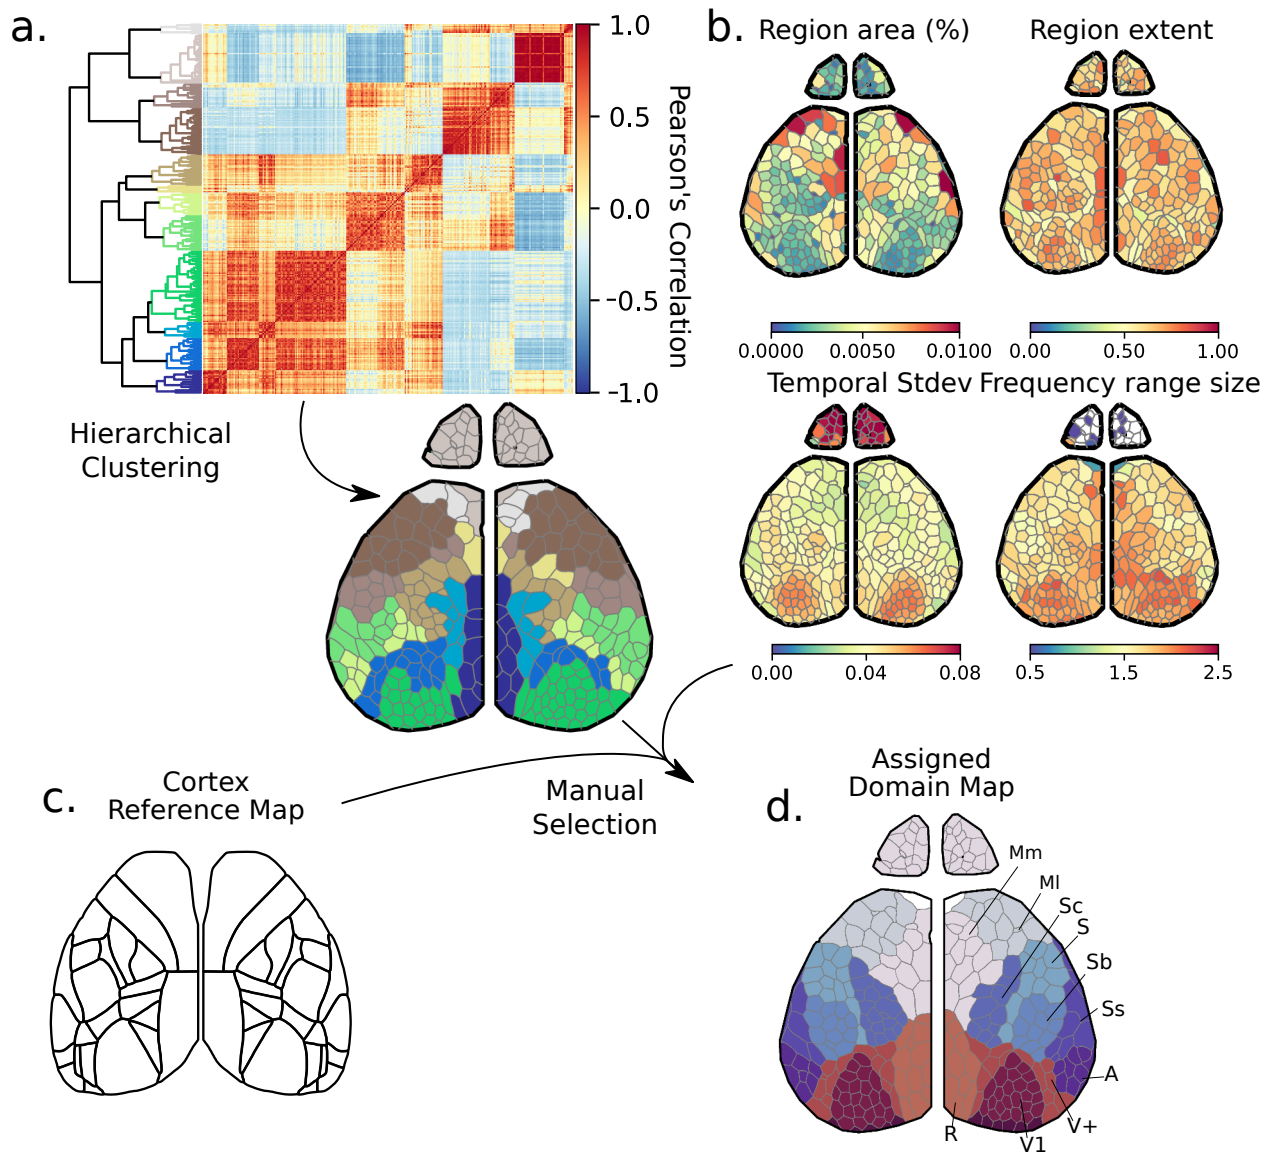 a.
1.0
0.5
0.0
-0.5
-1.0
Pearson's Correlation
Hierarchical
Clustering
b.
Region area (%)
Region extent
0.0000 0.0050 0.0100
0.00 0.50 1.00
Temporal Stdev
Frequency range size
0.00 0.04 0.08
0.5 1.5 2.5
c.
Cortex
Reference Map
Manual
Selection
d.
Assigned
Domain Map
Mm
Ml
Sc
S
Sb
Ss
A
V+
V1
R